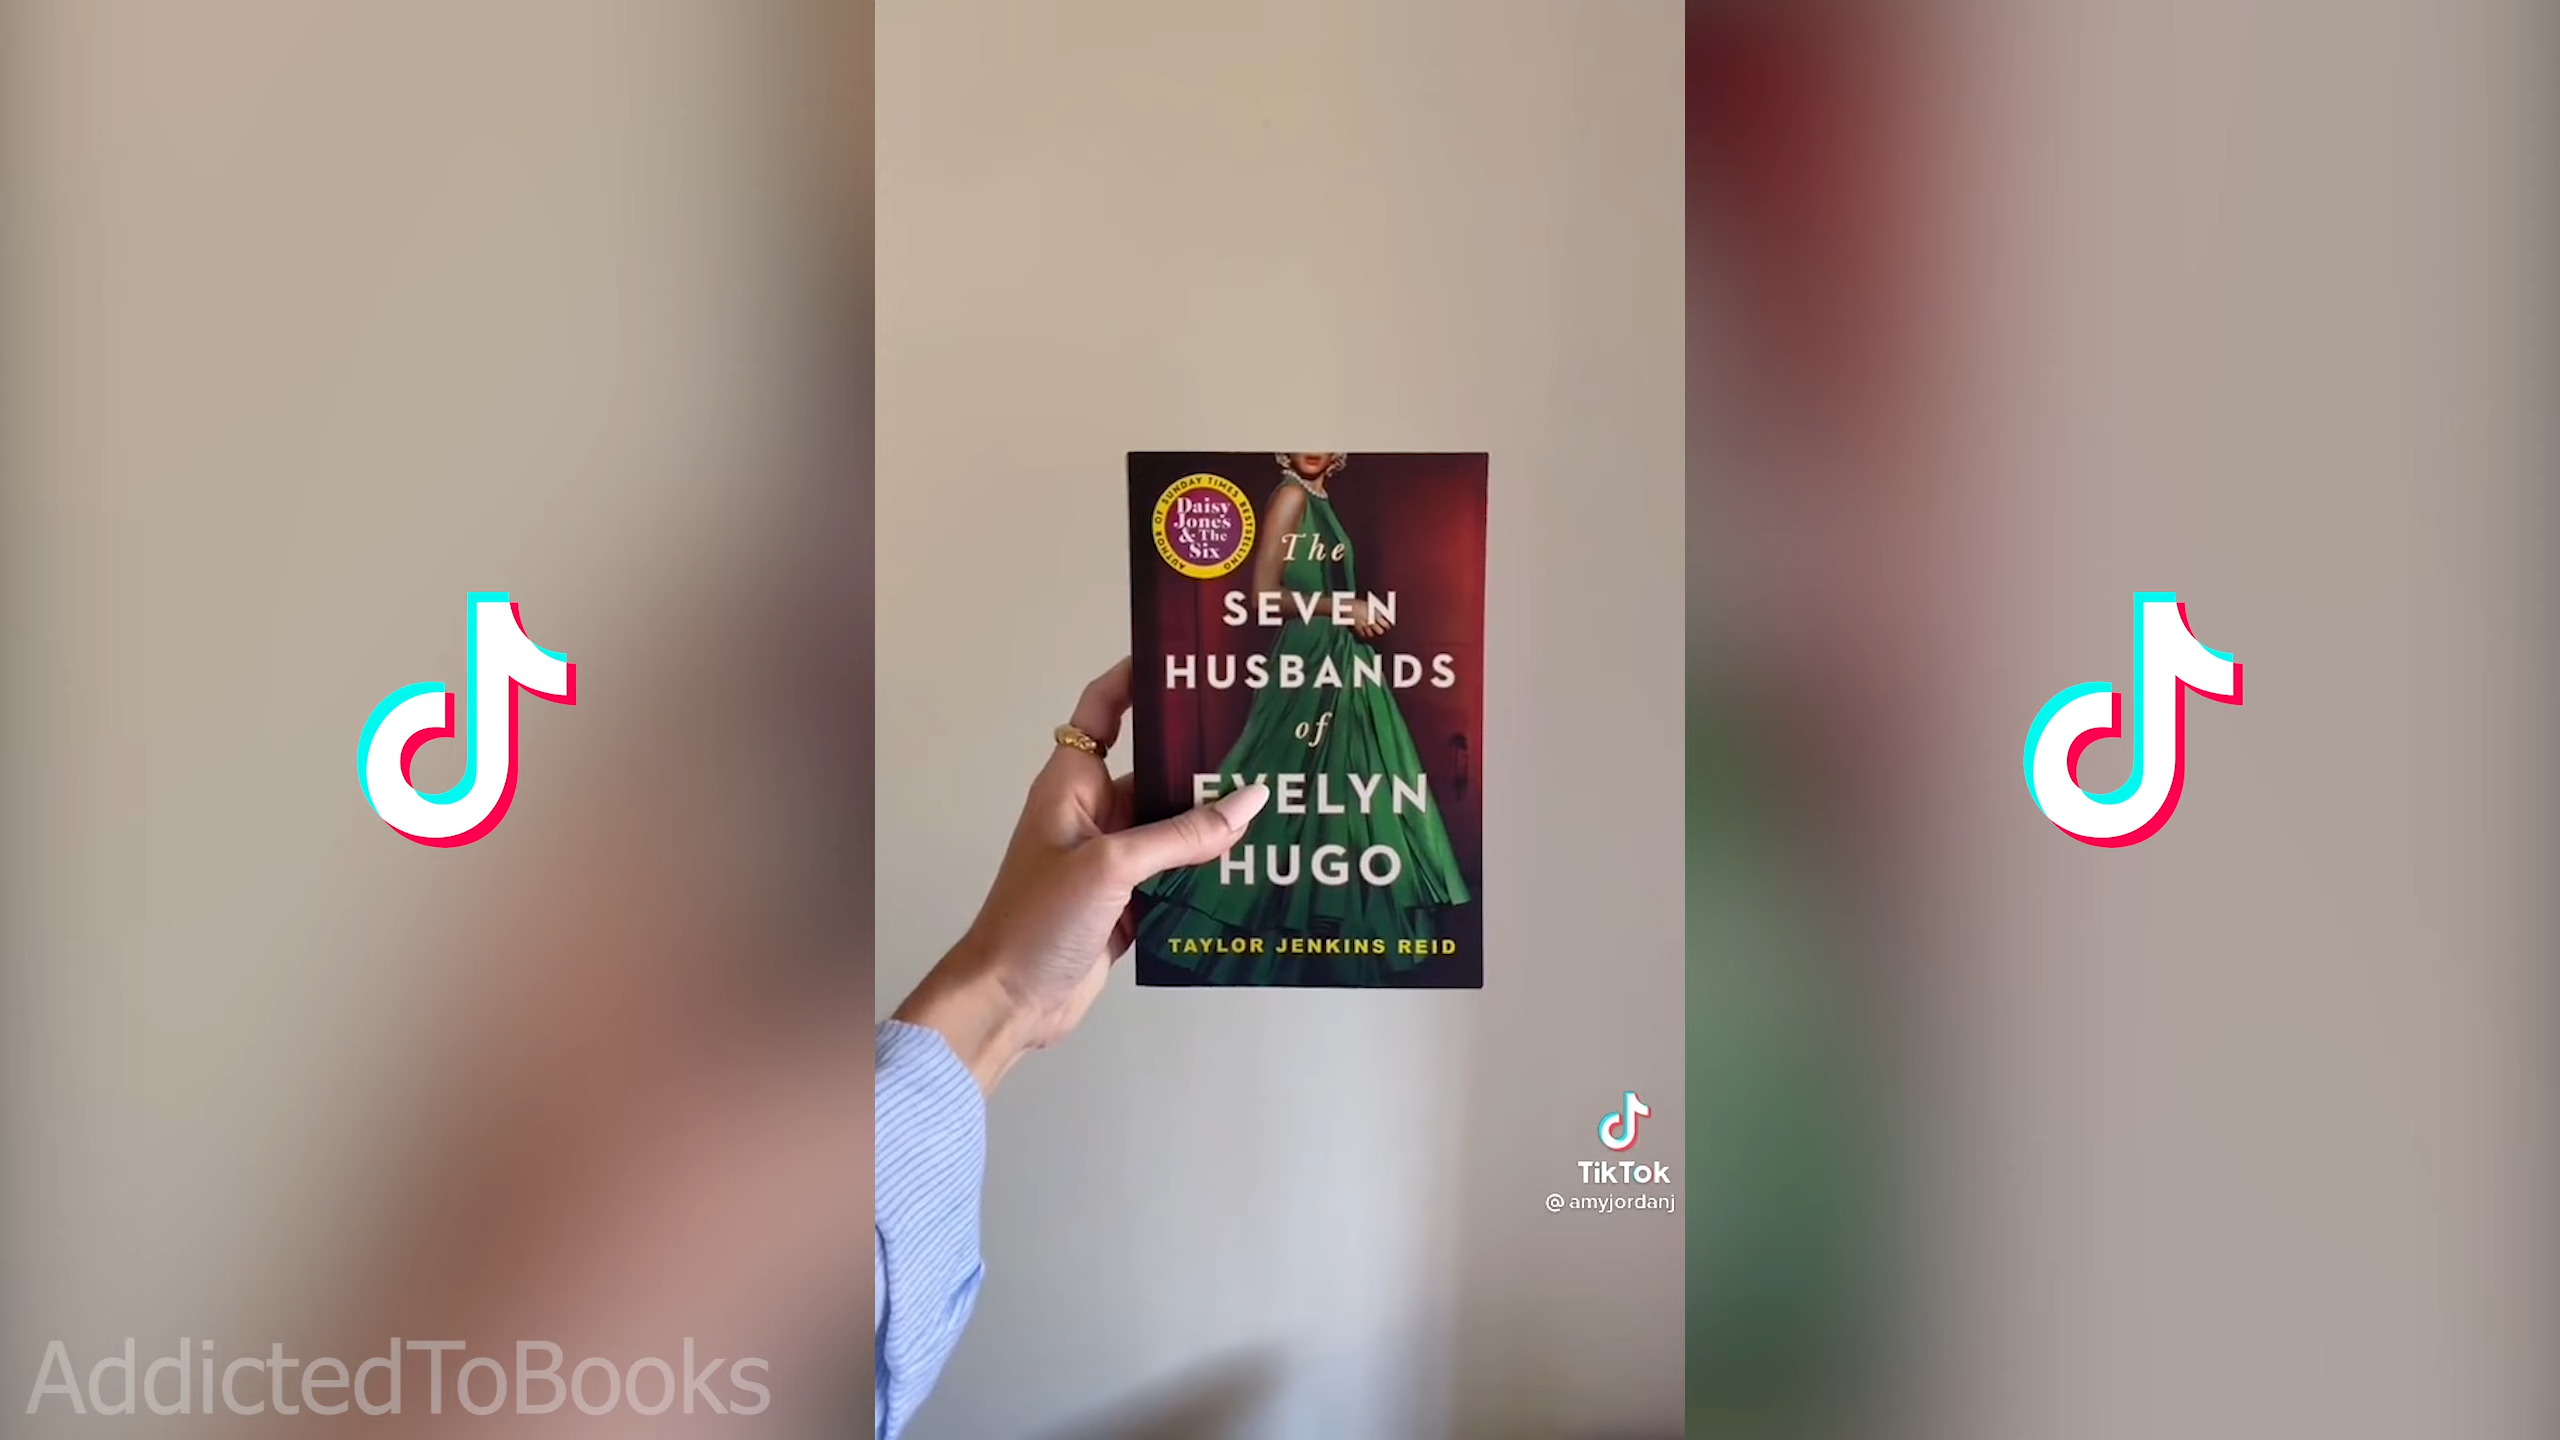 AUTHOR OF SUNDAY TIMES BESTSELLING
Daisy
Jones
& The
Six
The
SEVEN
HUSBANDS
of
EVELYN
HUGO
TAYLOR JENKINS REID
TikTok
@amyjordanj
AddictedToBooks